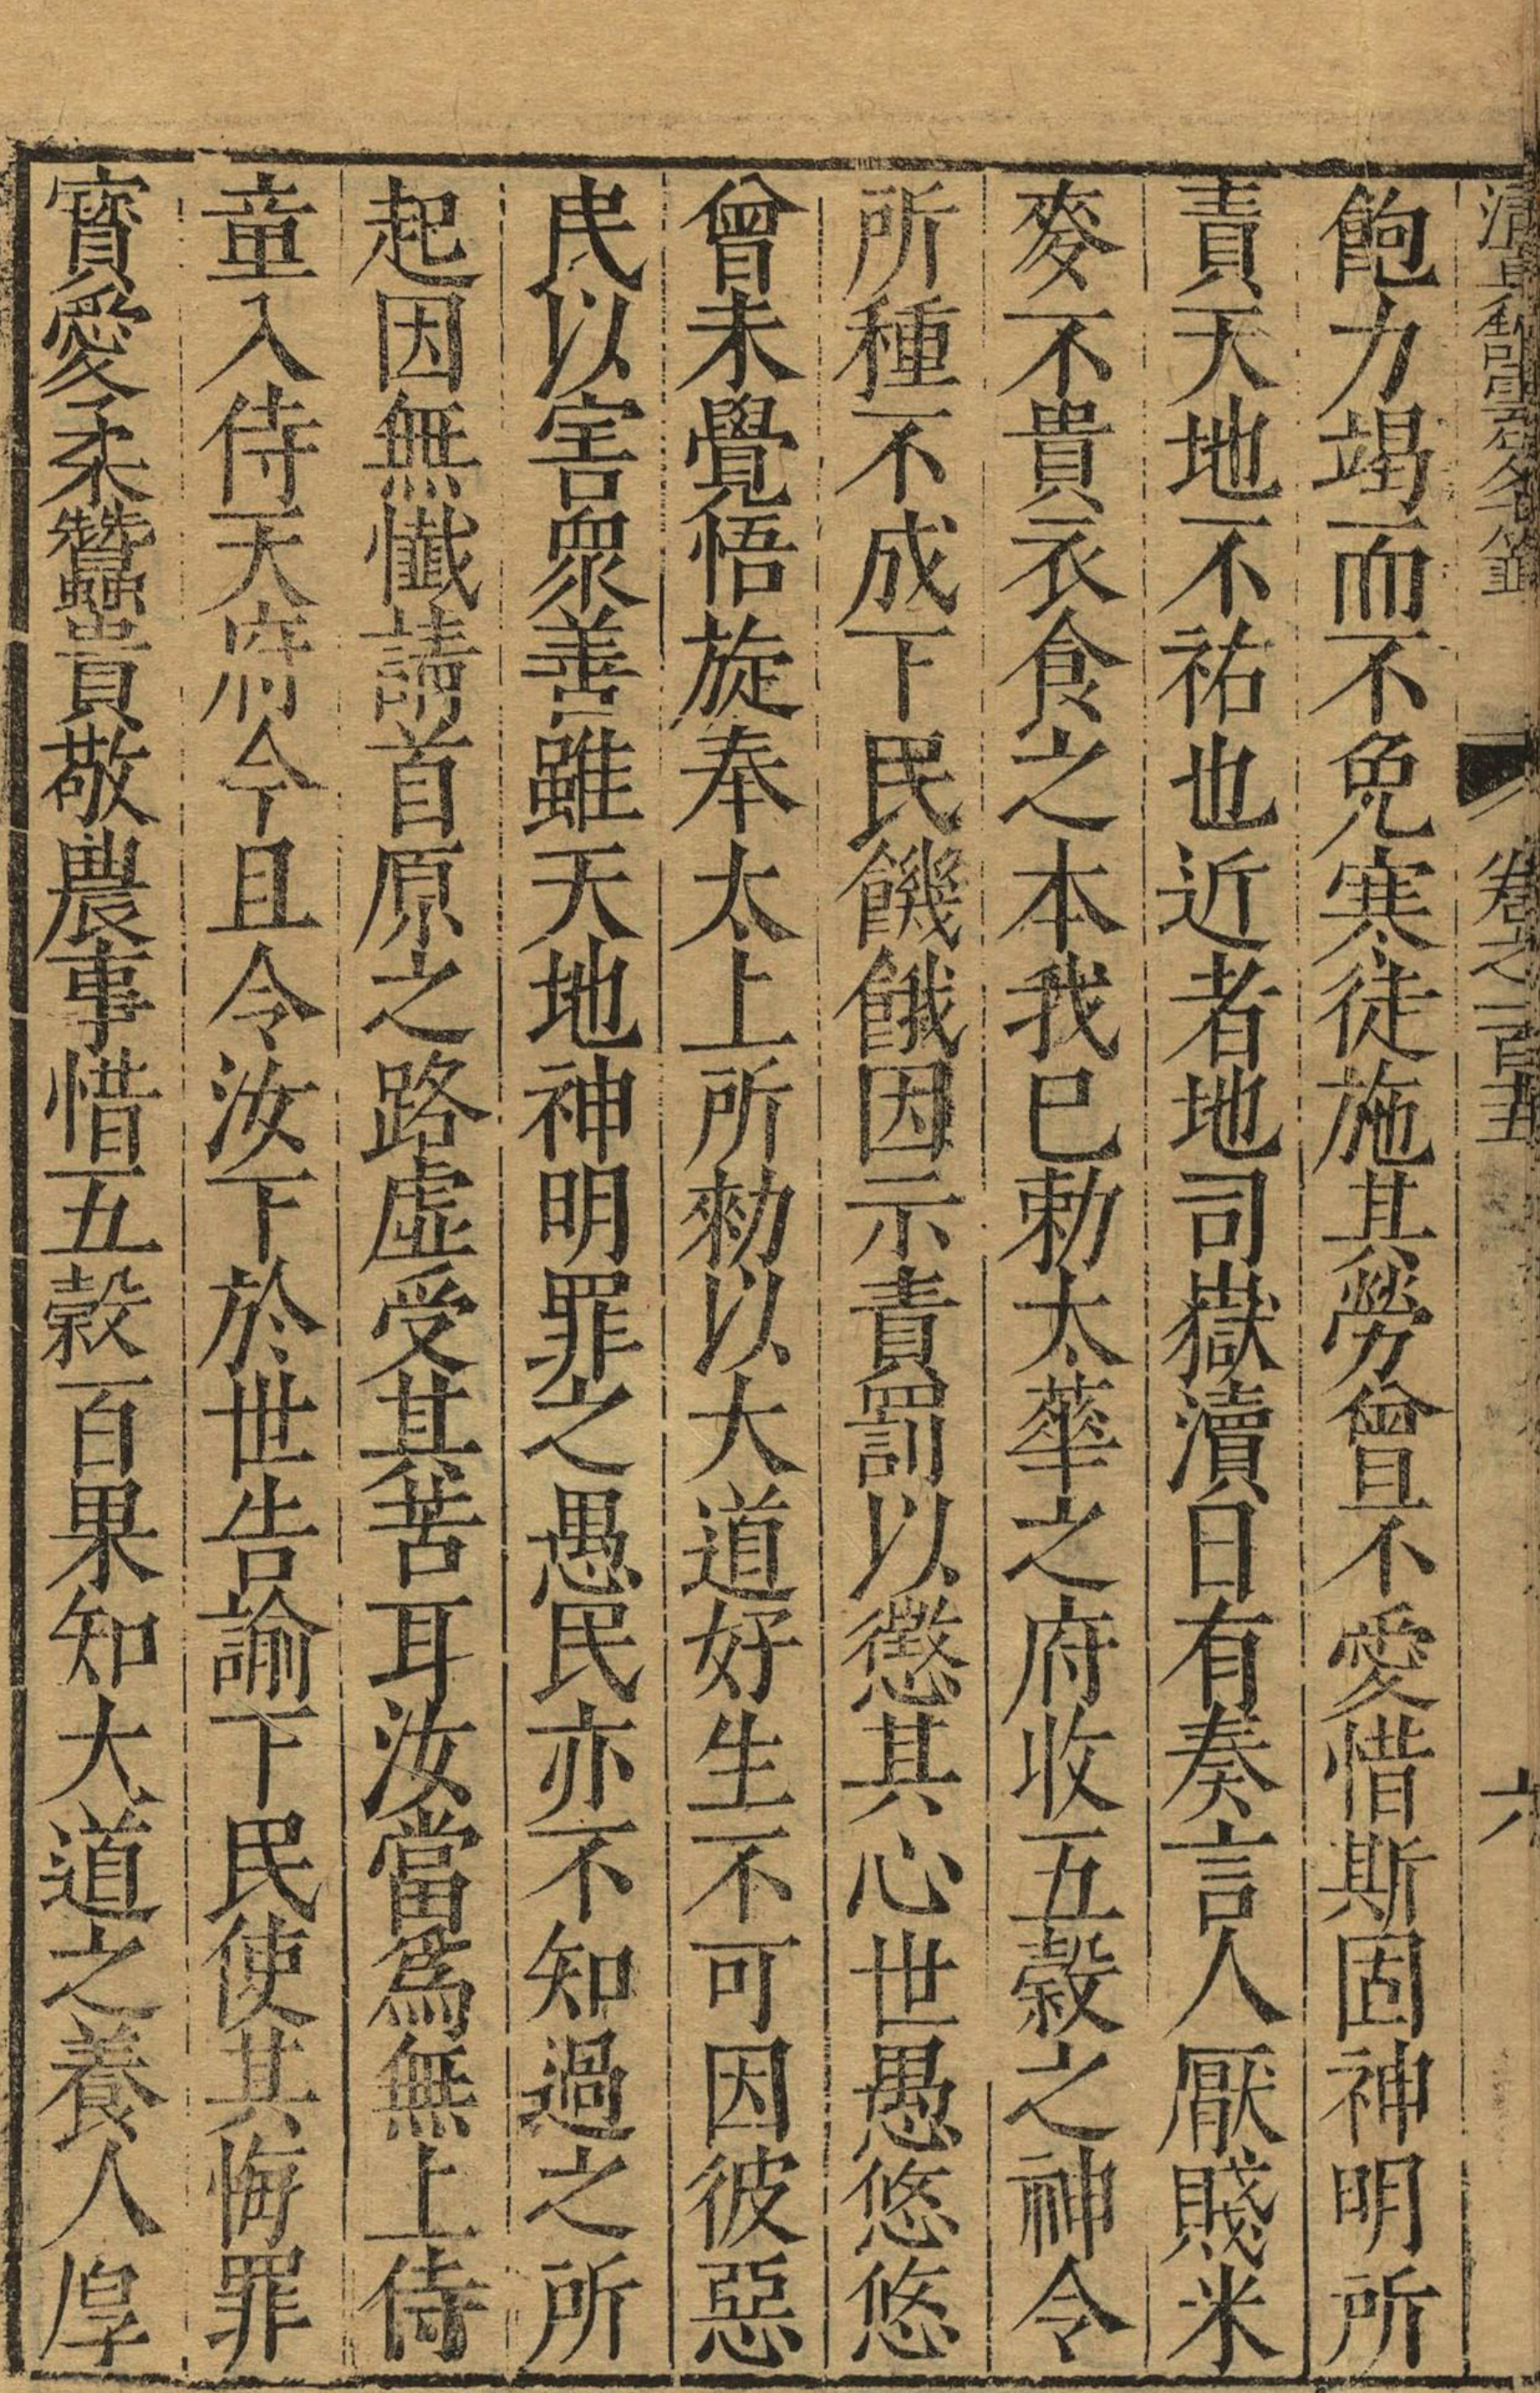 卷之一百五 六
飽力竭而不免寒徒施其勞曾不愛惜斯固神明所
責天地不祐也近者地司嶽瀆日有奏言人厭賤米
麥不貴衣食之本我巳勅太華之府收五穀之神令
所種不成下民饑餓因示責罰以懲其心世愚悠悠
曾未覺悟旋奉太上所勑以大道好生不可因彼惡
民以害衆善雖天地神明罪之愚民亦不知過之所
起因無懺請首原之路虛受其苦耳汝當爲無上侍
童入侍天府今且令汝下於世告諭下民使其悔罪
寳愛柔蠶貴敬農事惜五穀百果知大道之養人厚